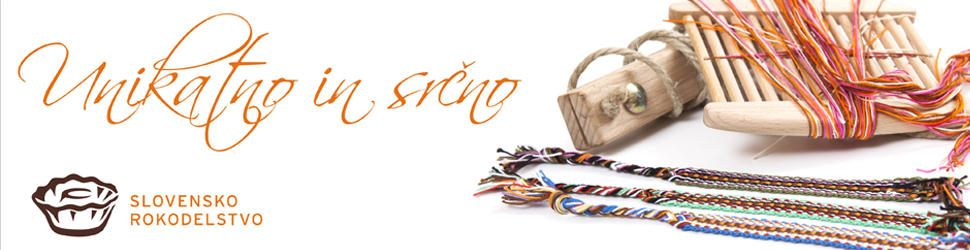 Unikatno in srčno
SLOVENSKO
ROKODELSTVO